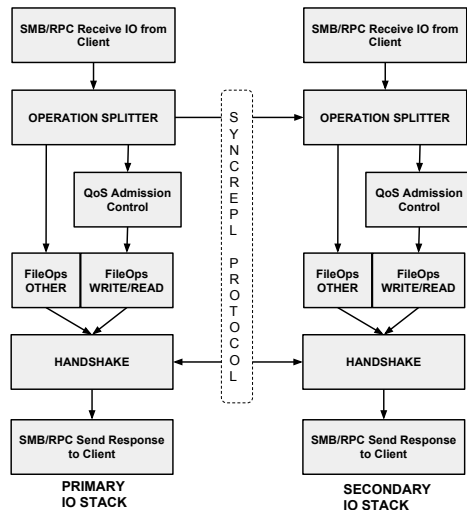 SMB/RPC Receive IO from
Client
OPERATION SPLITTER
QoS Admission
Control
FileOps
OTHER
FileOps
WRITE/READ
HANDSHAKE
SMB/RPC Send Response
to Client
PRIMARY
IO STACK
SYNCREPL PROTOCOL
SMB/RPC Receive IO from
Client
OPERATION SPLITTER
QoS Admission
Control
FileOps
OTHER
FileOps
WRITE/READ
HANDSHAKE
SMB/RPC Send Response
to Client
SECONDARY
IO STACK